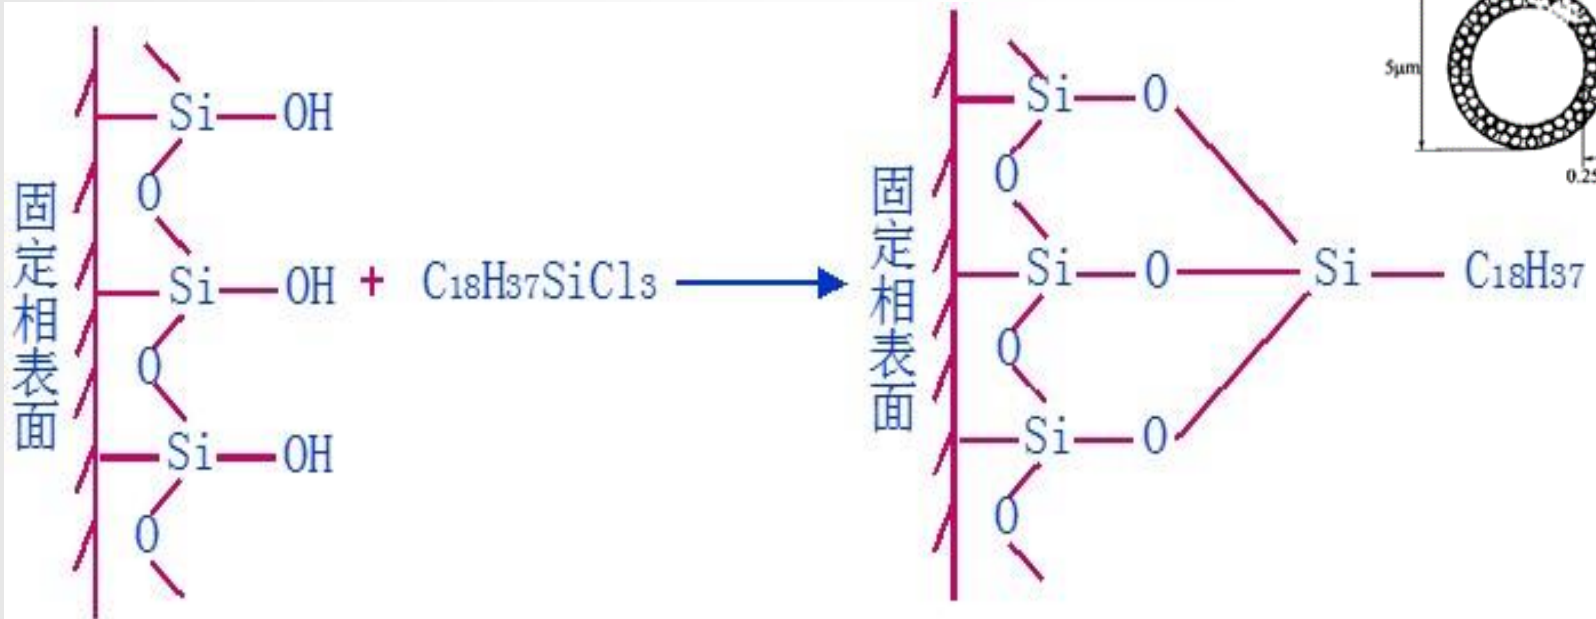 固定相表面
Si—OH
O
Si—OH + C₁₈H₃₇SiCl₃
O
Si—OH
O
固定相表面
Si—O
O
Si—O—Si—C₁₈H₃₇
O
Si—O
O
5μm
0.25